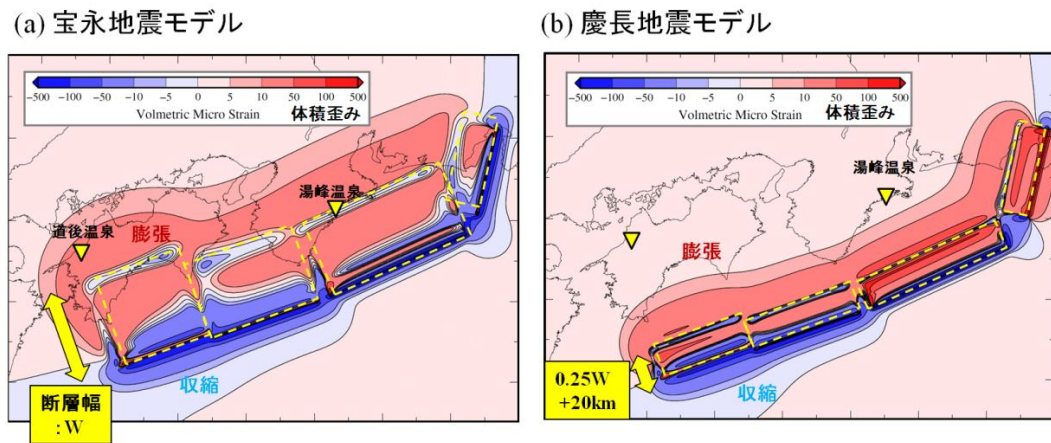 (a) 宝永地震モデル
-500 -100 -50 -10 -5 0 5 10 50 100 500
Volmetric Micro Strain 体積歪み
湯峰温泉
道後温泉
膨張
収縮
断層幅
:W
(b) 慶長地震モデル
-500 -100 -50 -10 -5 0 5 10 50 100 500
Volmetric Micro Strain 体積歪み
湯峰温泉
膨張
収縮
0.25W
+20km